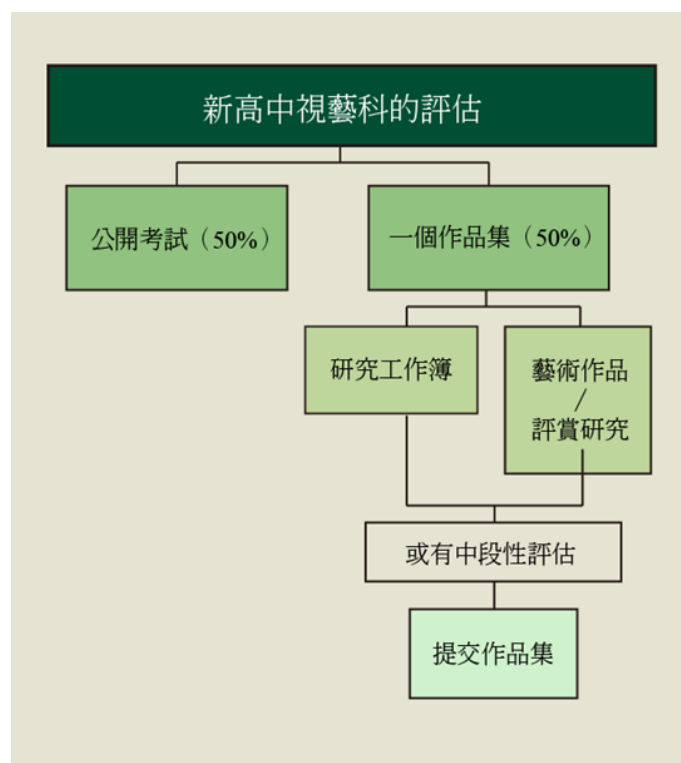 新高中視藝科的評估
公開考試（50%）
一個作品集（50%）
研究工作簿
藝術作品
/
評賞研究
或有中段性評估
提交作品集